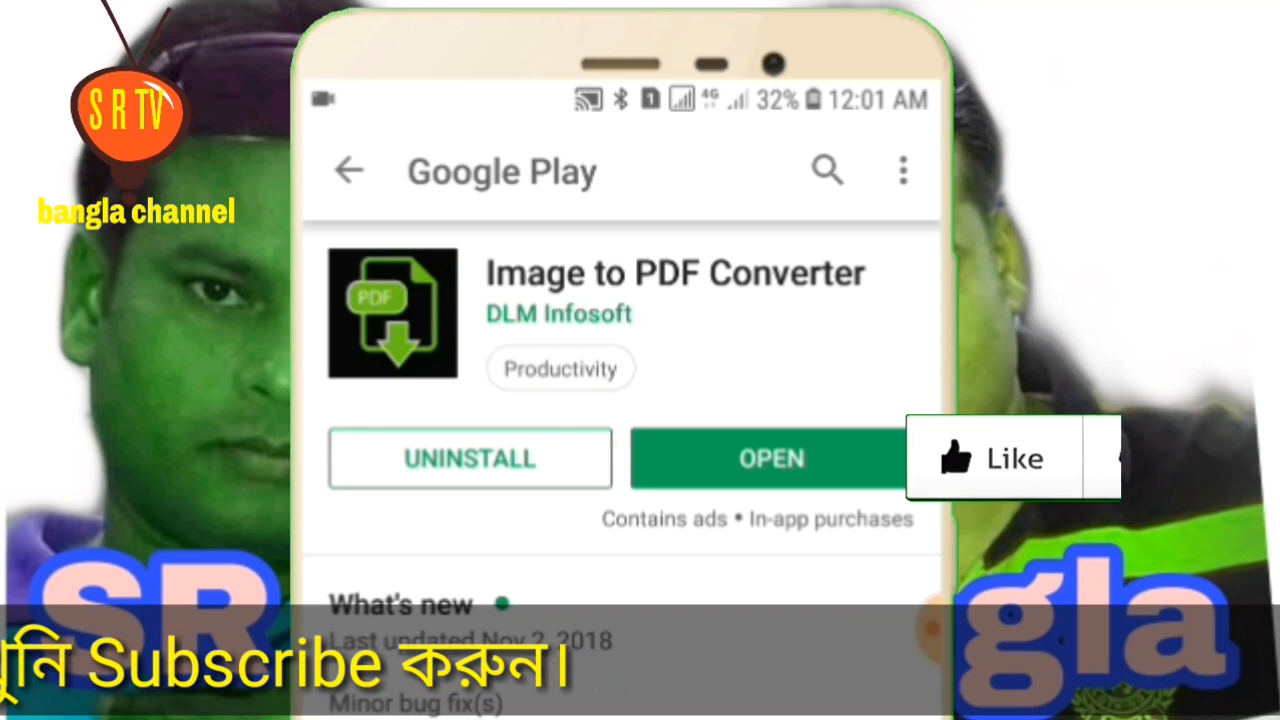 S R TV
bangla channel
1
4G
32%
12:01 AM
Google Play
PDF
Image to PDF Converter
DLM Infosoft
Productivity
UNINSTALL
OPEN
Like
Contains ads • In-app purchases
What's new
Last updated Nov 2, 2018
SR
gla
Subscribe করুন।
Minor bug fix(s)